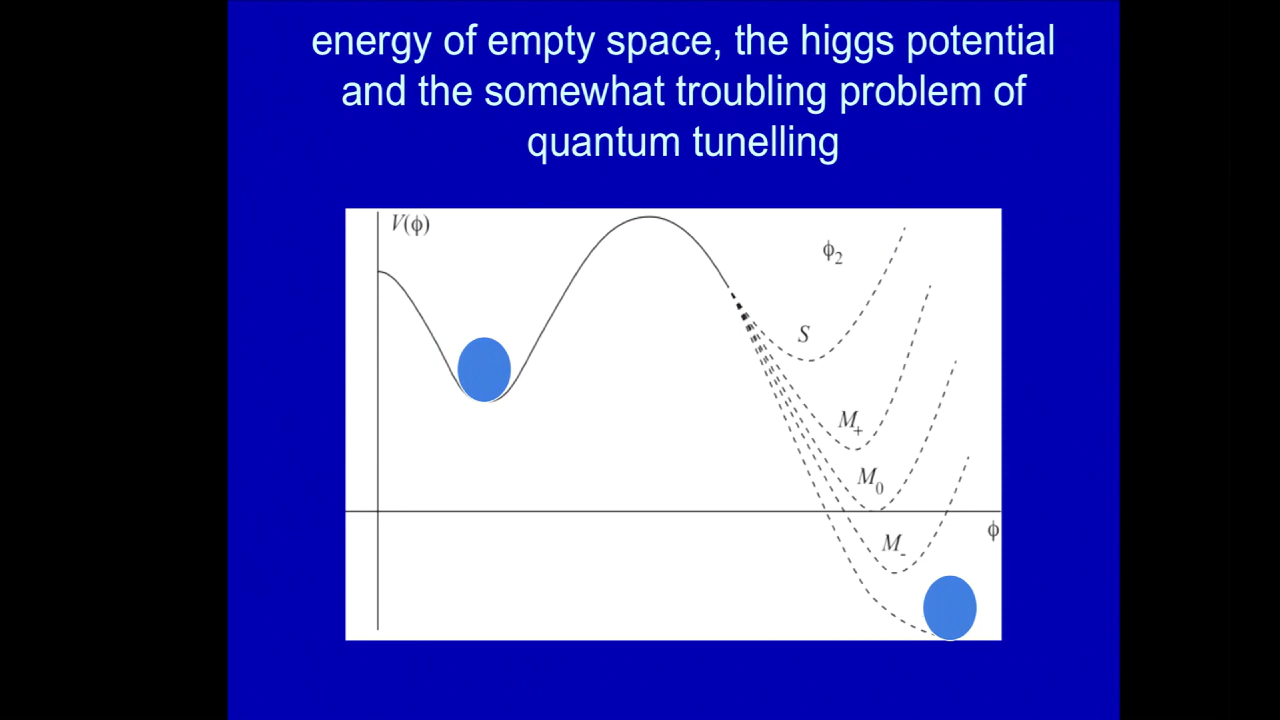 energy of empty space, the higgs potential
and the somewhat troubling problem of
quantum tunelling
V(ϕ)
ϕ₂
S
M₊
M₀
ϕ
M₋